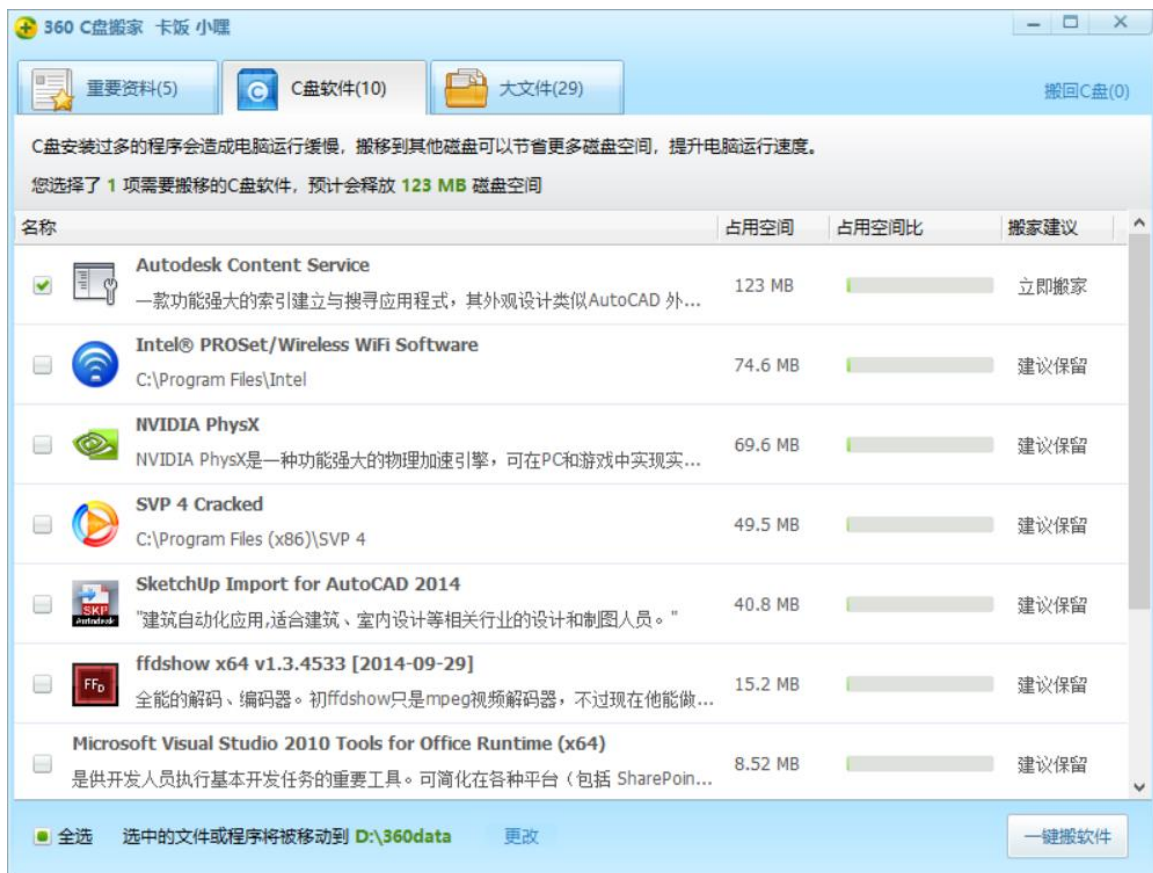 360 C盘搬家 卡饭 小嘿
重要资料(5)
C盘软件(10)
大文件(29)
搬回C盘(0)
C盘安装过多的程序会造成电脑运行缓慢，搬移到其他磁盘可以节省更多磁盘空间，提升电脑运行速度。
您选择了 1 项需要搬移的C盘软件，预计会释放 123 MB 磁盘空间
名称 占用空间 占用空间比 搬家建议
Autodesk Content Service
一款功能强大的索引建立与搜寻应用程式，其外观设计类似AutoCAD 外...
123 MB 立即搬家
Intel® PROSet/Wireless WiFi Software
C:\Program Files\Intel
74.6 MB 建议保留
NVIDIA PhysX
NVIDIA PhysX是一种功能强大的物理加速引擎，可在PC和游戏中实现实...
69.6 MB 建议保留
SVP 4 Cracked
C:\Program Files (x86)\SVP 4
49.5 MB 建议保留
SKP
Autodesk
SketchUp Import for AutoCAD 2014
"建筑自动化应用,适合建筑、室内设计等相关行业的设计和制图人员。"
40.8 MB 建议保留
FFD
ffdshow x64 v1.3.4533 [2014-09-29]
全能的解码、编码器。初ffdshow只是mpeg视频解码器，不过现在他能做...
15.2 MB 建议保留
Microsoft Visual Studio 2010 Tools for Office Runtime (x64)
是供开发人员执行基本开发任务的重要工具。可简化在各种平台（包括 SharePoin...
8.52 MB 建议保留
全选 选中的文件或程序将被移动到 D:\360data 更改
一键搬软件